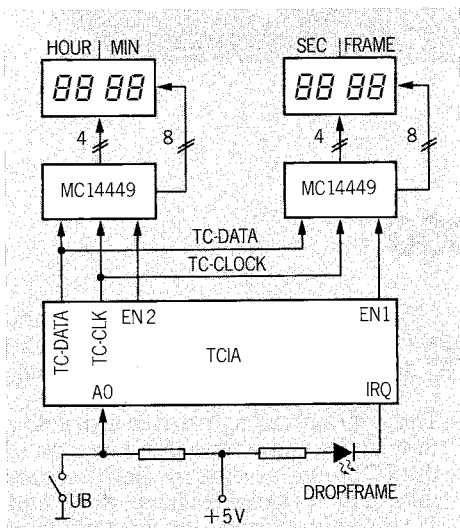 HOUR MIN
SEC FRAME
88 88
88 88
4
8
4
8
MC14449
MC14449
TC-DATA
TC-CLOCK
TC-DATA
TC-CLK
EN2
EN1
TCIA
A0
IRQ
UB
+5V
DROPFRAME